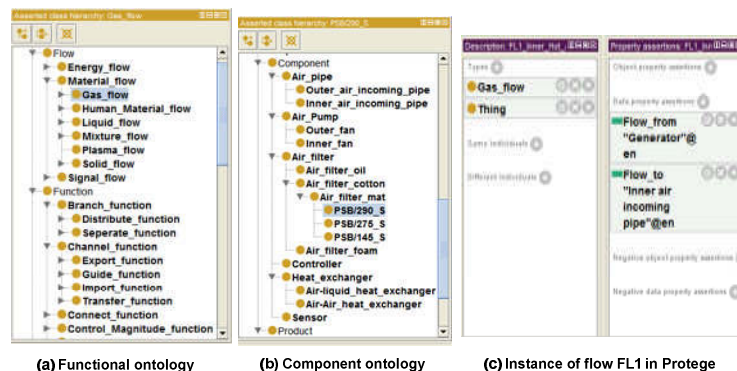 Asserted class hierarchy: Gas_flow
Flow
Energy_flow
Material_flow
Gas_flow
Human_Material_flow
Liquid_flow
Mixture_flow
Plasma_flow
Solid_flow
Signal_flow
Function
Branch_function
Distribute_function
Seperate_function
Channel_function
Export_function
Guide_function
Import_function
Transfer_function
Connect_function
Control_Magnitude_function
(a) Functional ontology
Asserted class hierarchy: PSB/290_S
Component
Air_pipe
Outer_air_incoming_pipe
Inner_air_incoming_pipe
Air_Pump
Outer_fan
Inner_fan
Air_filter
Air_filter_oil
Air_filter_cotton
Air_filter_mat
PSB/290_S
PSB/275_S
PSB/145_S
Air_filter_foam
Controller
Heat_exchanger
Air-liquid_heat_exchanger
Air-Air_heat_exchanger
Sensor
Product
(b) Component ontology
Description: FL1_Inner_Hot_
Types
Gas_flow
Thing
Same individuals
Different individuals
Property assertions: FL1_
Object property assertions
Data property assertions
Flow_from
"Generator"@
en
Flow_to
"Inner air
incoming
pipe"@en
Negative object property assertions
Negative data property assertions
(c) Instance of flow FL1 in Protege